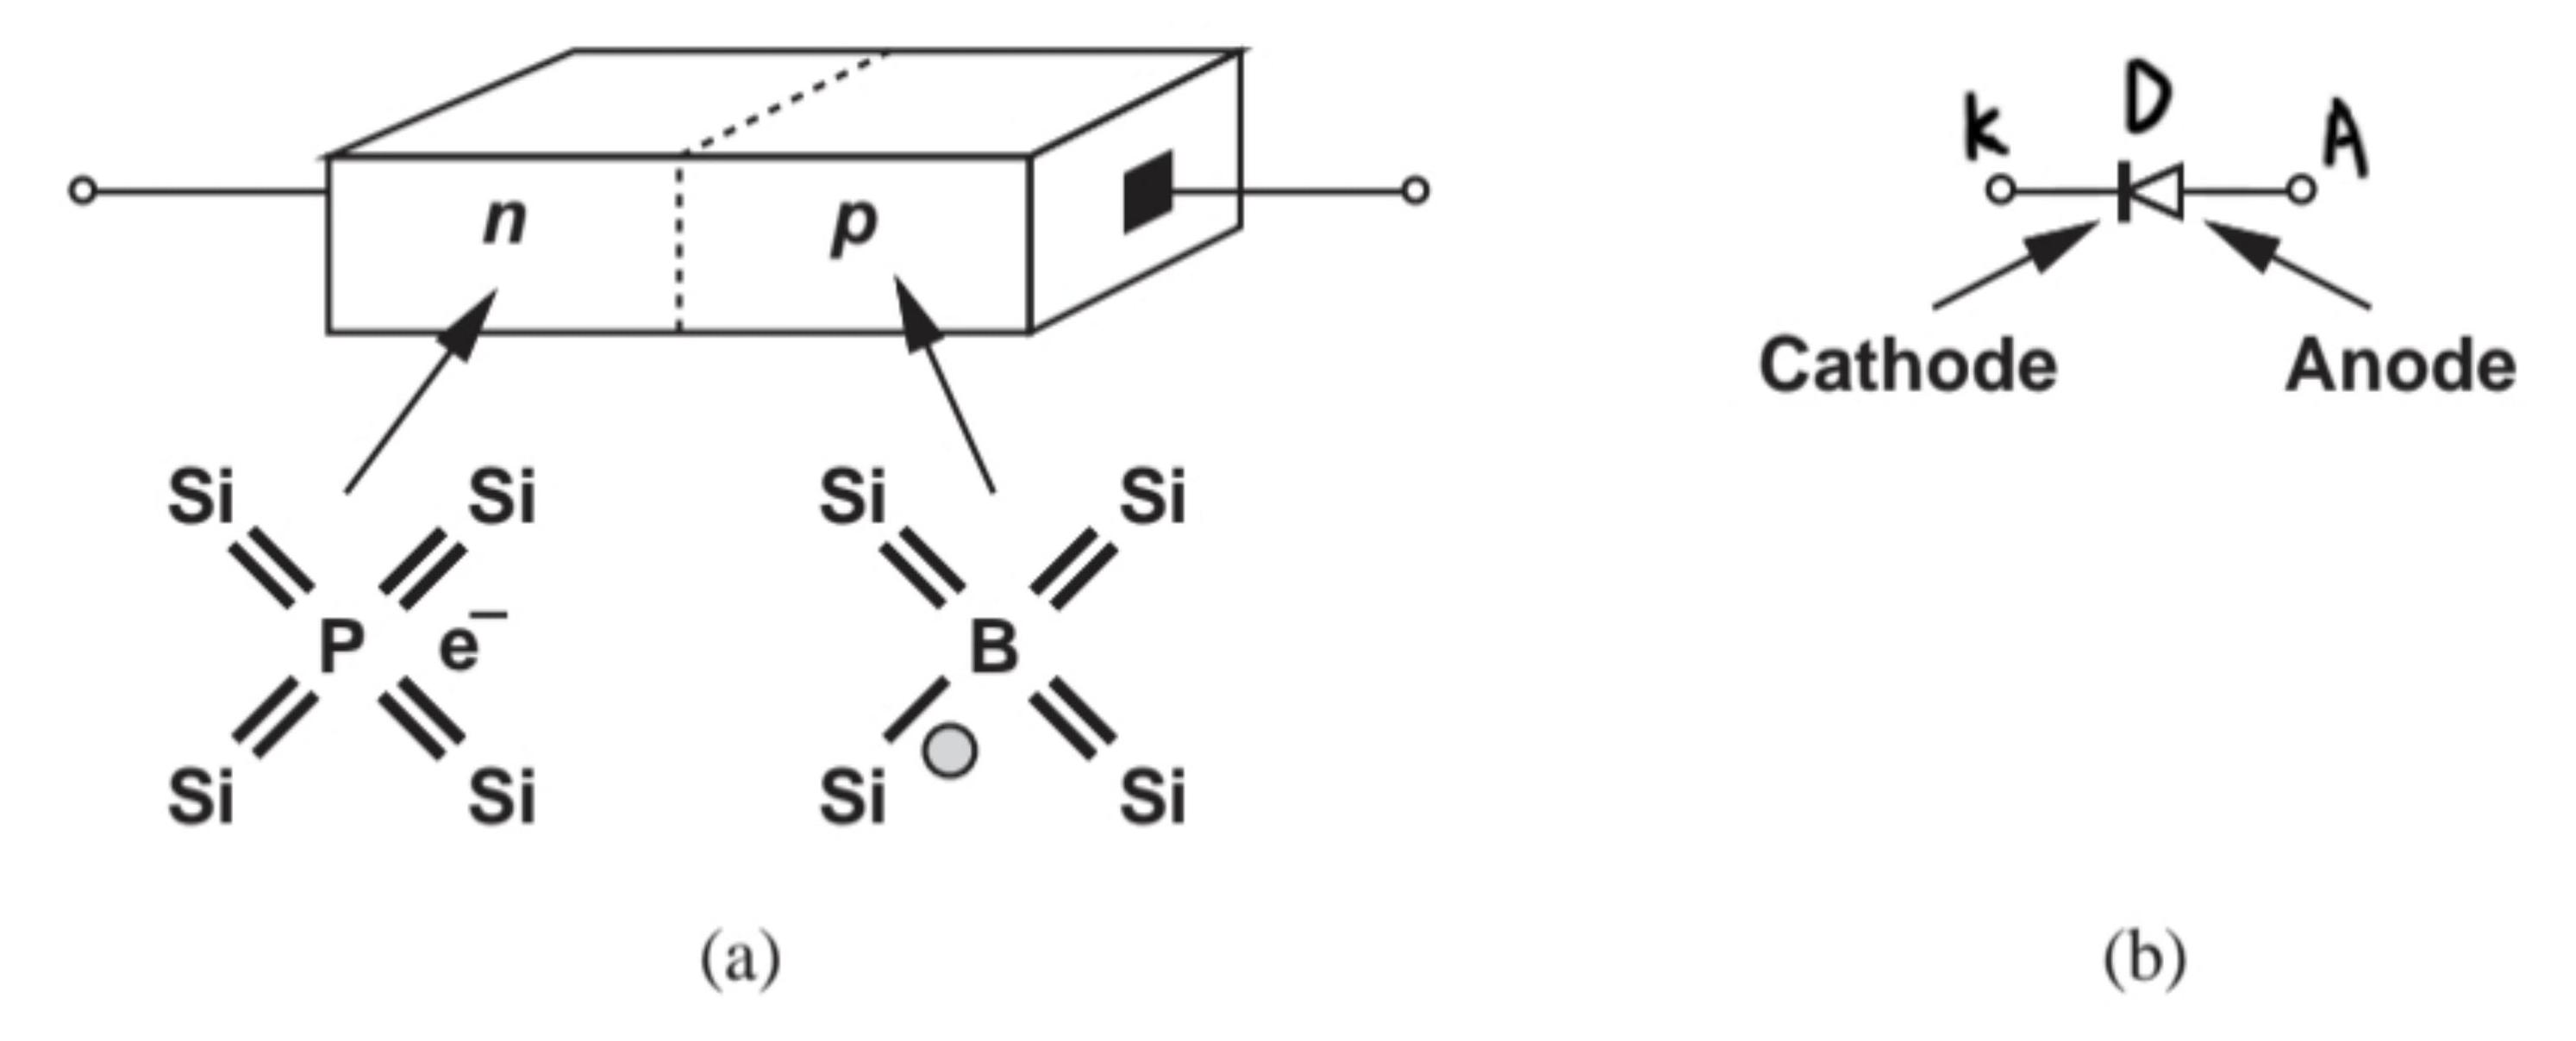 k D A
n p
Cathode Anode
Si Si Si Si
P e⁻ B
Si Si Si Si
(a) (b)